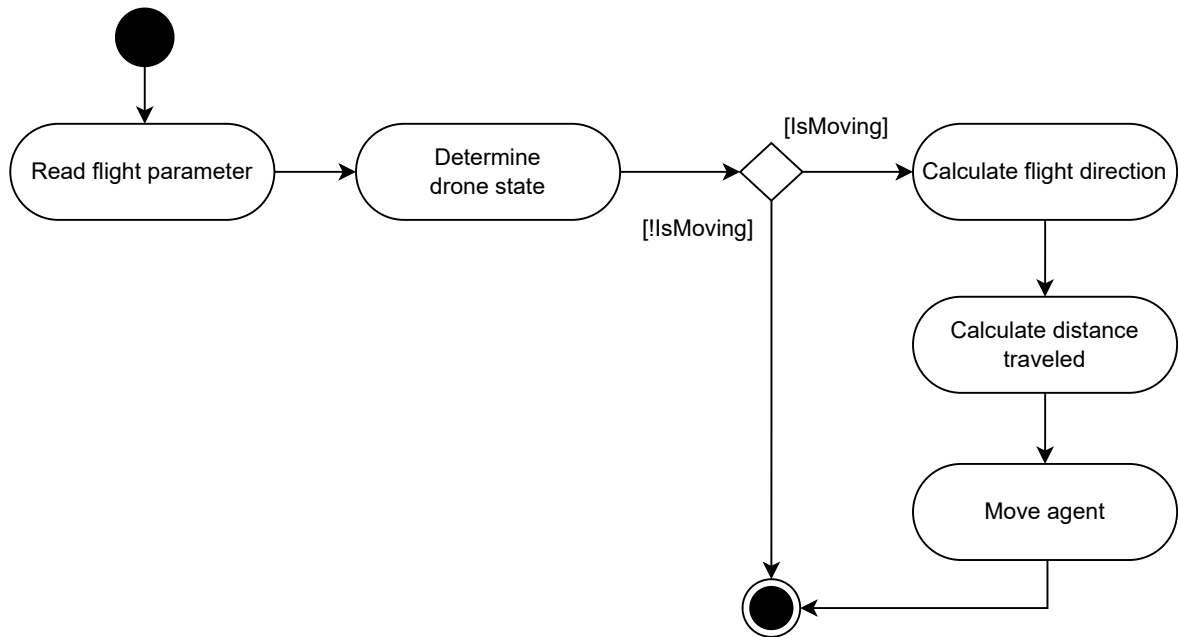 Read flight parameter
Determine
drone state
[IsMoving]
[!IsMoving]
Calculate flight direction
Calculate distance
traveled
Move agent